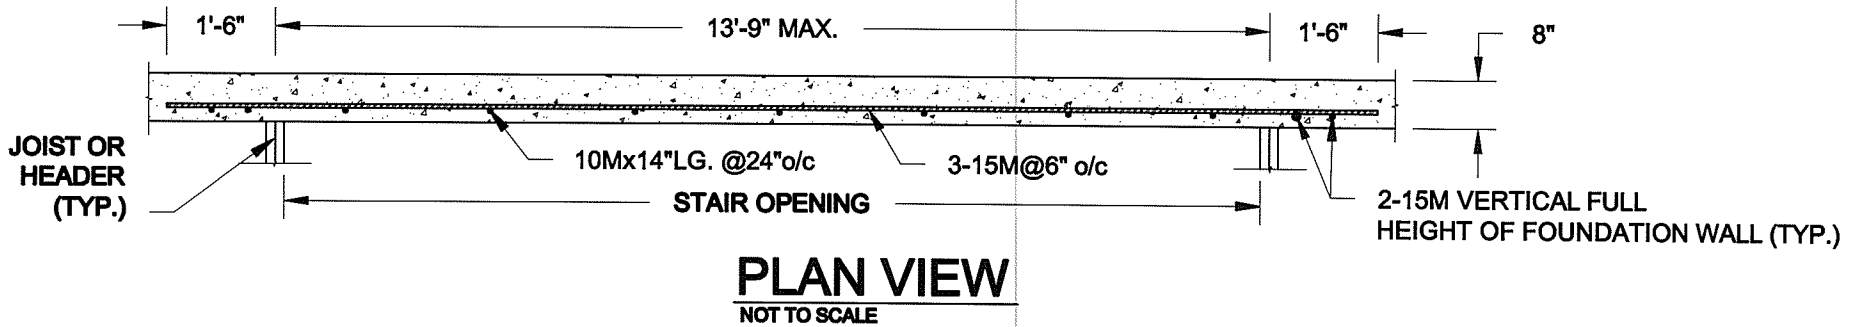 1'-6" 13'-9" MAX. 1'-6" 8"
JOIST OR
HEADER
(TYP.)
10Mx14"LG. @24"o/c
3-15M@6" o/c
STAIR OPENING
2-15M VERTICAL FULL
HEIGHT OF FOUNDATION WALL (TYP.)
PLAN VIEW
NOT TO SCALE